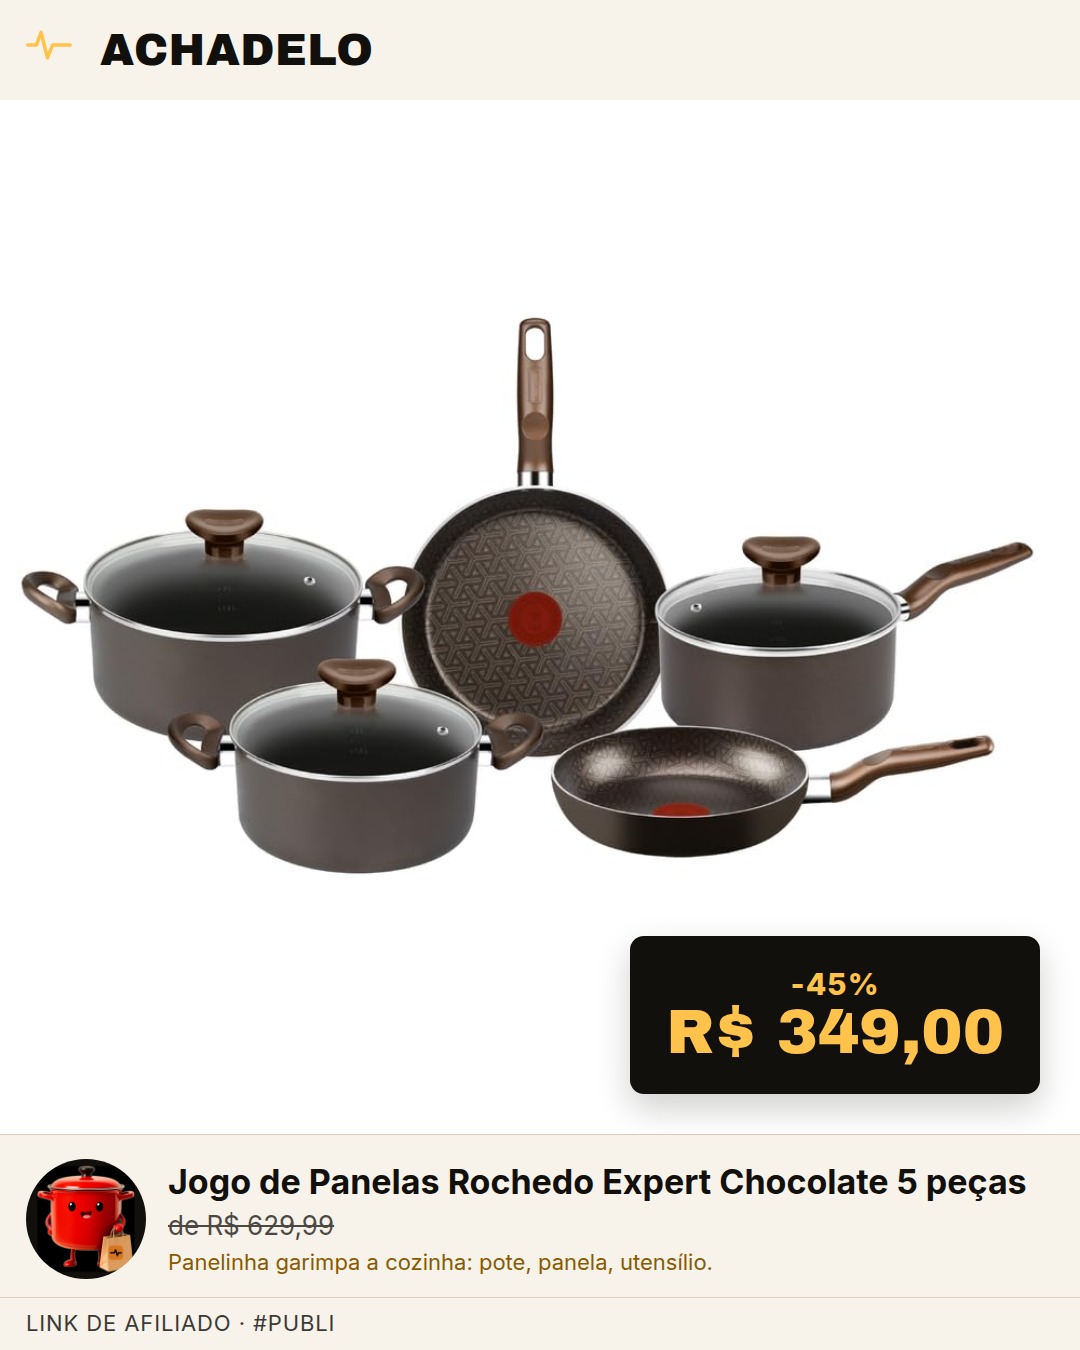 ACHADELO
-45%
R$ 349,00
Jogo de Panelas Rochedo Expert Chocolate 5 peças
de R$ 629,99
Panelinha garimpa a cozinha: pote, panela, utensílio.
LINK DE AFILIADO · #PUBLI